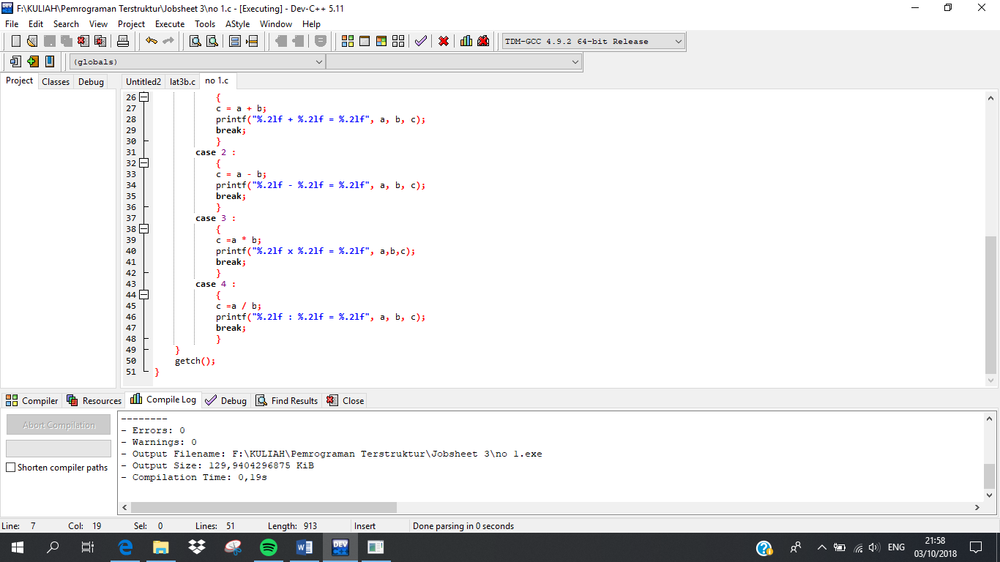 F:\KULIAH\Pemrograman Terstruktur\Jobsheet 3\no 1.c - [Executing] - Dev-C++ 5.11
File Edit Search View Project Execute Tools AStyle Window Help
TDM-GCC 4.9.2 64-bit Release
(globals)
Project Classes Debug Untitled2 lat3b.c no 1.c
26 {
27 c = a + b;
28 printf("%.2lf + %.2lf = %.2lf", a, b, c);
29 break;
30 }
31 case 2 :
32 {
33 c = a - b;
34 printf("%.2lf - %.2lf = %.2lf", a, b, c);
35 break;
36 }
37 case 3 :
38 {
39 c =a * b;
40 printf("%.2lf x %.2lf = %.2lf", a,b,c);
41 break;
42 }
43 case 4 :
44 {
45 c =a / b;
46 printf("%.2lf : %.2lf = %.2lf", a, b, c);
47 break;
48 }
49 }
50 getch();
51 }
Compiler Resources Compile Log Debug Find Results Close
Abort Compilation
Shorten compiler paths
--------
- Errors: 0
- Warnings: 0
- Output Filename: F:\KULIAH\Pemrograman Terstruktur\Jobsheet 3\no 1.exe
- Output Size: 129,9404296875 KiB
- Compilation Time: 0,19s
Line: 7 Col: 19 Sel: 0 Lines: 51 Length: 913 Insert Done parsing in 0 seconds
DEV
ENG
21:58
03/10/2018